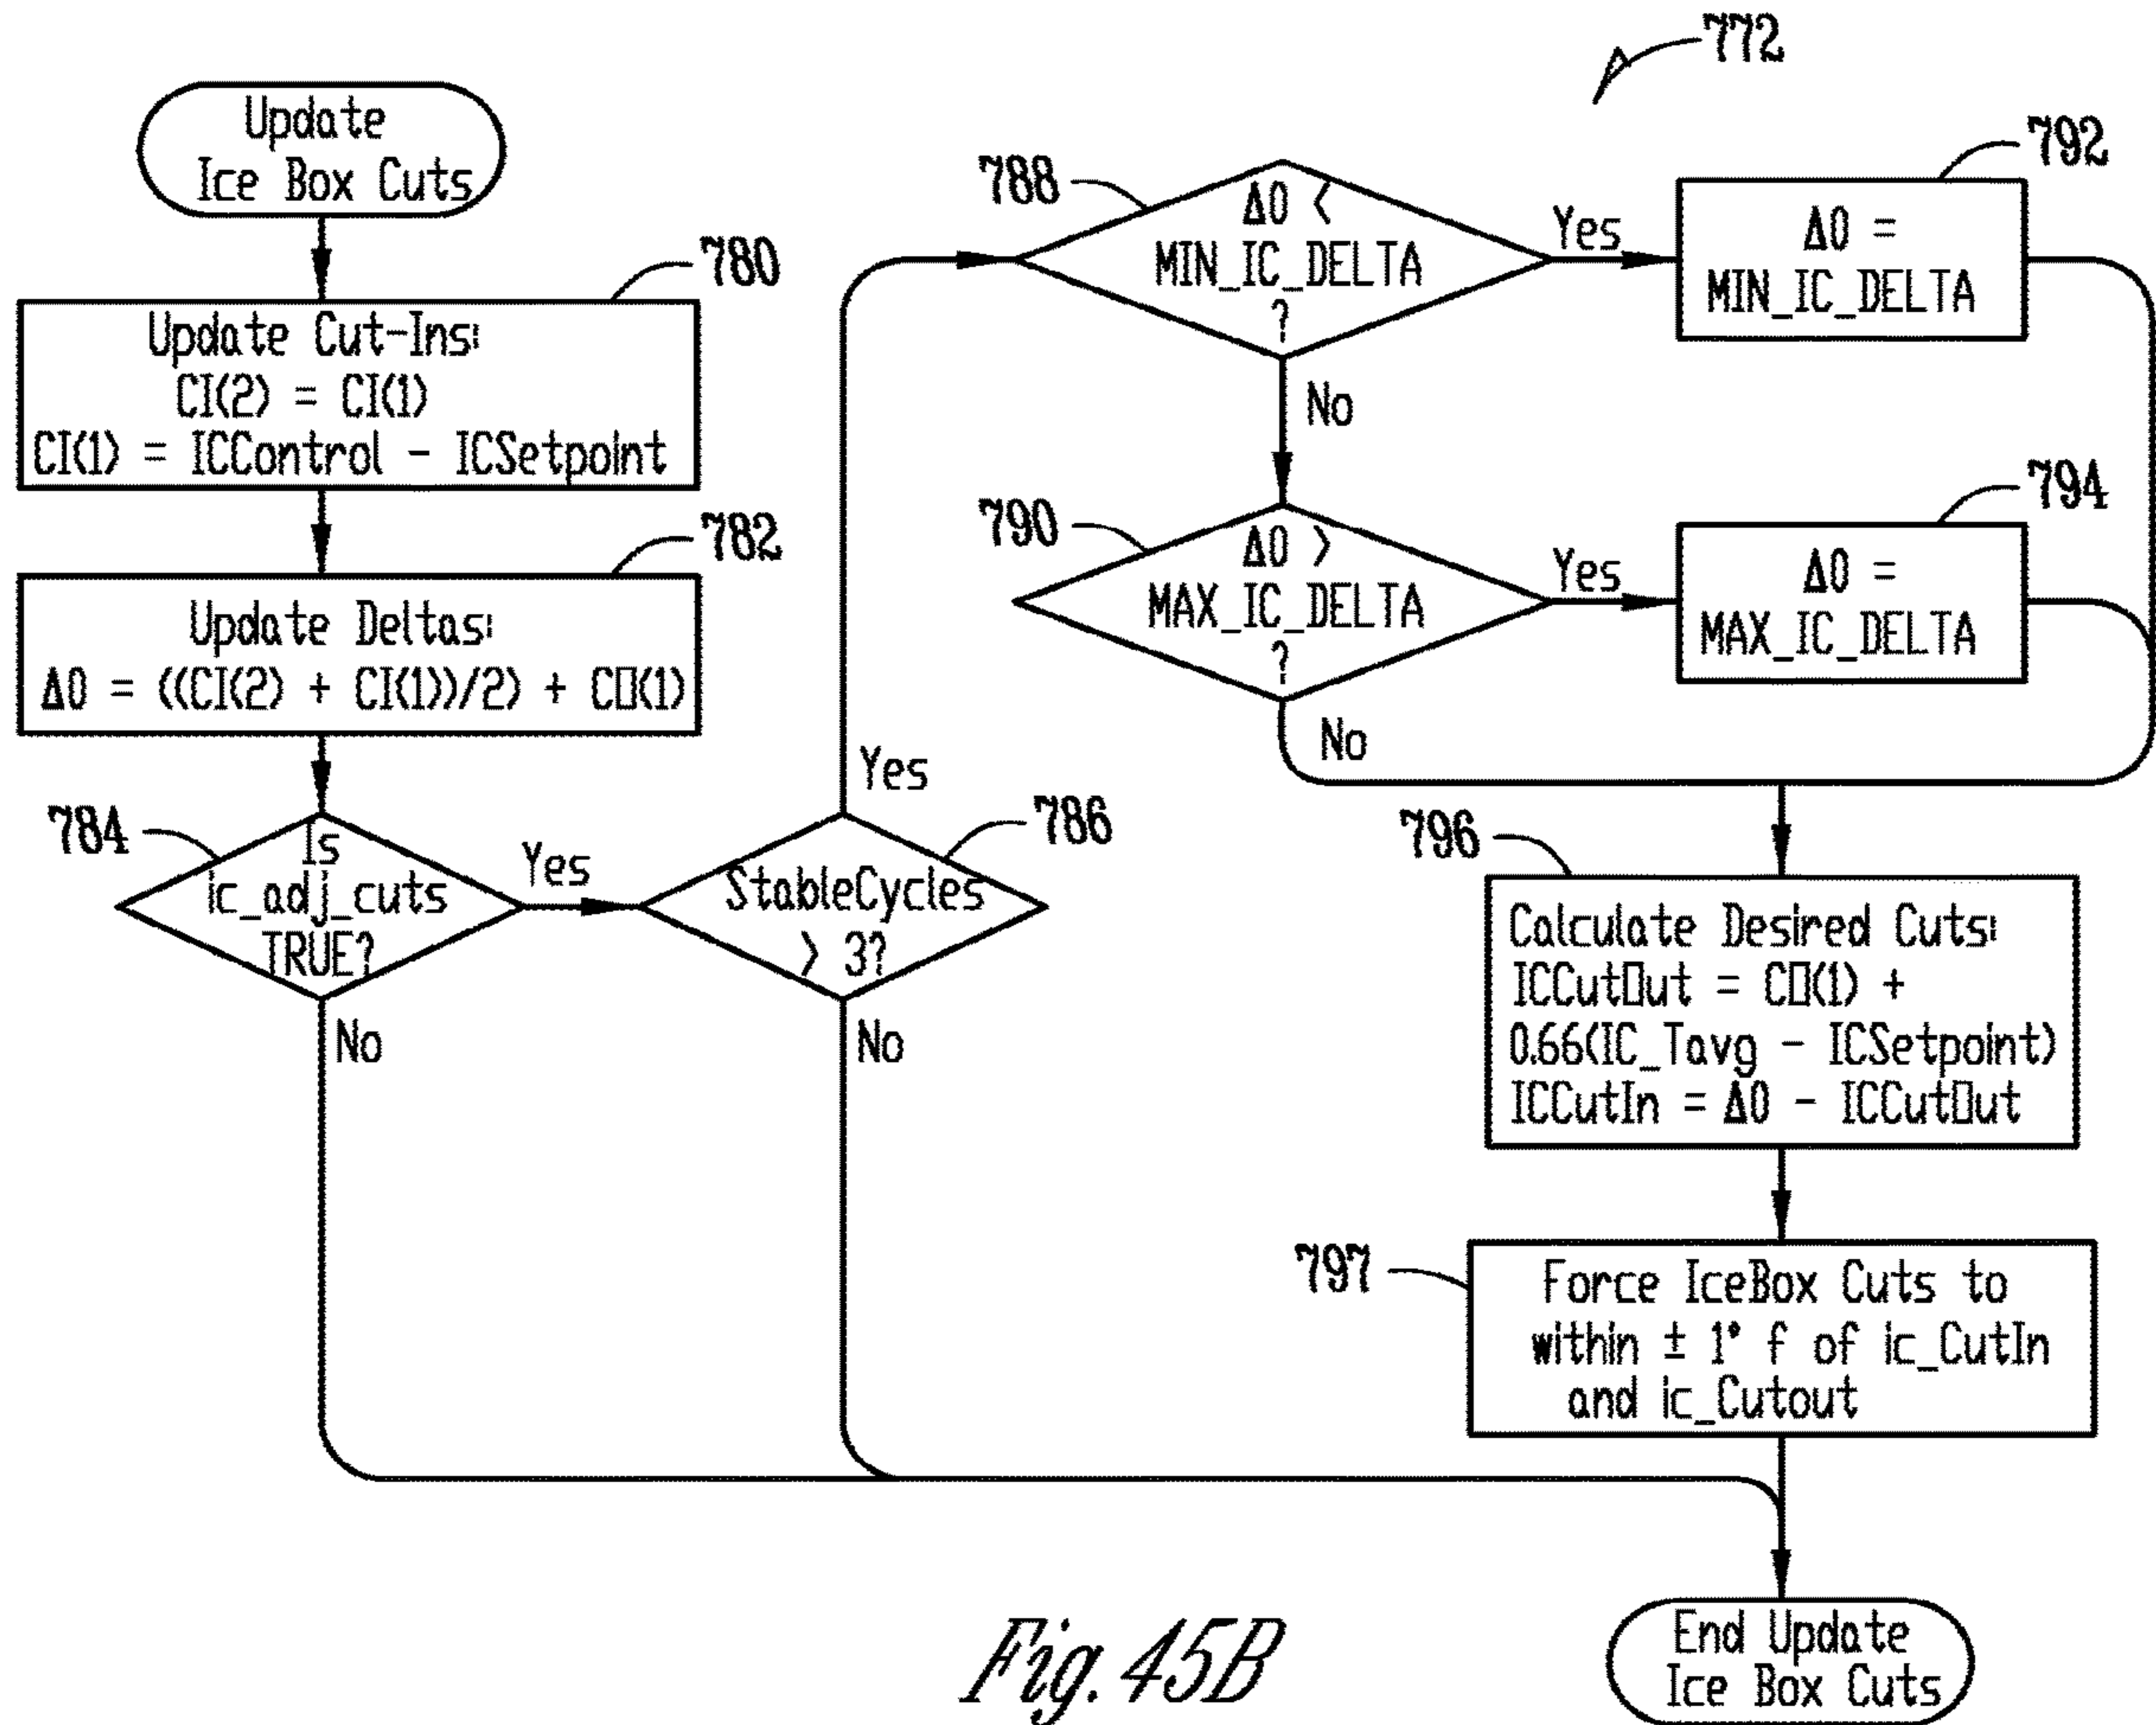 772
Update
Ice Box Cuts
780
Update Cut-Ins:
CI(2) = CI(1)
CI(1) = ICControl - ICSetpoint
782
Update Deltas:
Δ0 = ((CI(2) + CI(1))/2) + CO(1)
784
Is
ic_adj_cuts
TRUE?
Yes
No
786
StableCycles
> 3?
Yes
No
788
Δ0 <
MIN_IC_DELTA
?
Yes
No
792
Δ0 =
MIN_IC_DELTA
790
Δ0 >
MAX_IC_DELTA
?
Yes
No
794
Δ0 =
MAX_IC_DELTA
796
Calculate Desired Cuts:
ICCutOut = CO(1) +
0.66(IC_Tavg - ICSetpoint)
ICCutIn = Δ0 - ICCutOut
797
Force IceBox Cuts to
within ± 1° f of ic_CutIn
and ic_Cutout
End Update
Ice Box Cuts
Fig. 45B